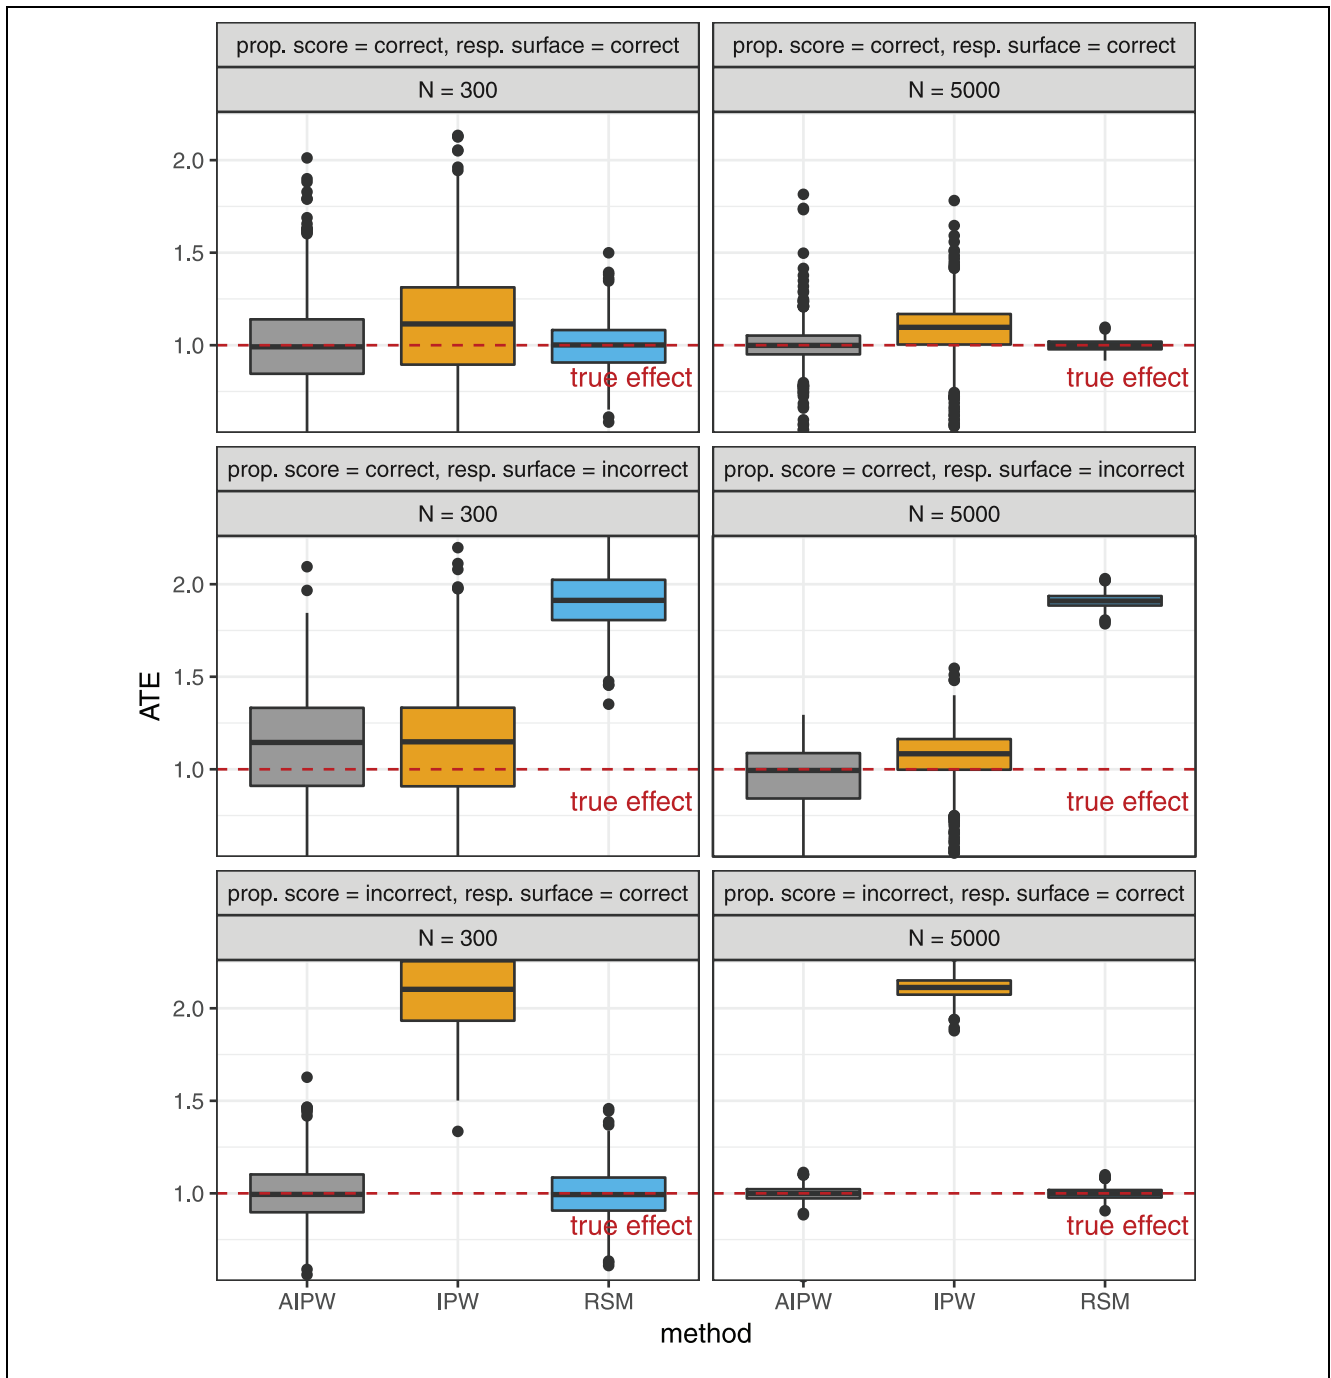 prop. score = correct, resp. surface = correct
N = 300
2.0
1.5
1.0
true effect
prop. score = correct, resp. surface = correct
N = 5000
true effect
prop. score = correct, resp. surface = incorrect
N = 300
2.0
1.5
1.0
true effect
prop. score = correct, resp. surface = incorrect
N = 5000
true effect
ATE
prop. score = incorrect, resp. surface = correct
N = 300
2.0
1.5
1.0
true effect
AIPW
IPW
RSM
prop. score = incorrect, resp. surface = correct
N = 5000
true effect
AIPW
IPW
RSM
method